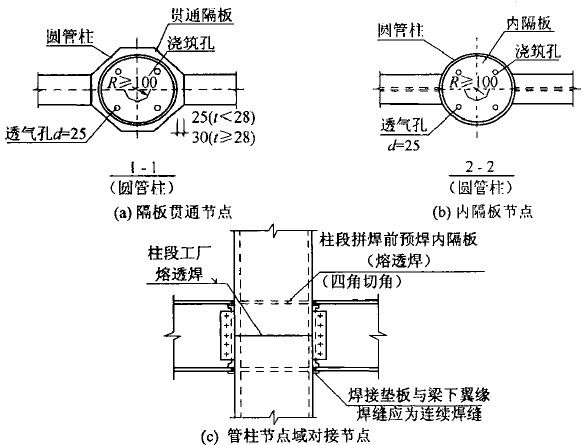 贯通隔板
圆管柱
浇筑孔
R≥100
25(t<28)
30(t≥28)
透气孔d=25
1-1
(圆管柱)
(a) 隔板贯通节点
内隔板
圆管柱
浇筑孔
R≥100
透气孔
d=25
2-2
(圆管柱)
(b) 内隔板节点
柱段工厂
熔透焊
柱段拼焊前预焊内隔板
(熔透焊)
(四角切角)
焊接垫板与梁下翼缘
焊缝应为连续焊缝
(c) 管柱节点域对接节点